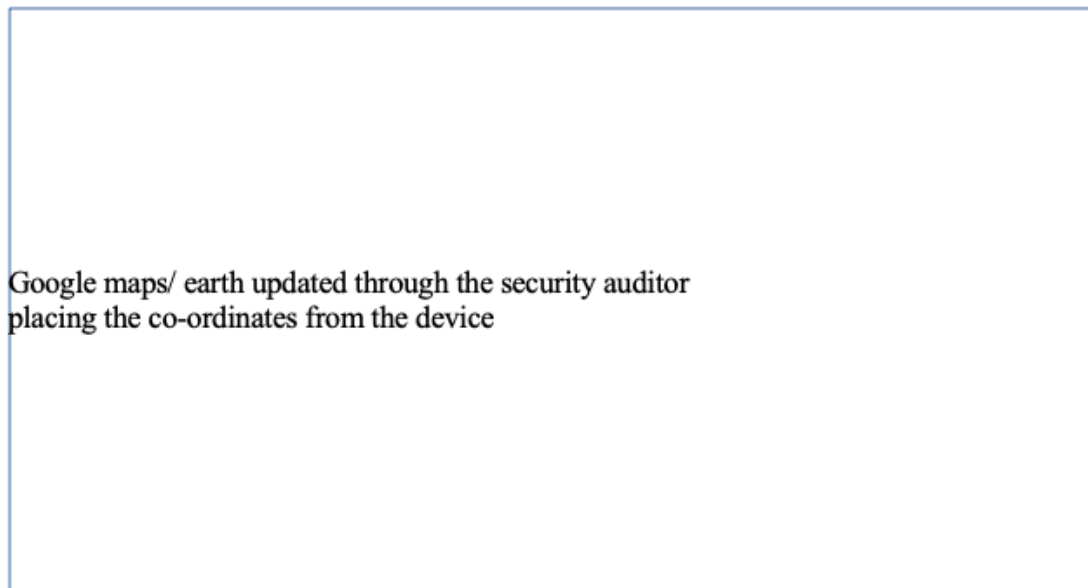 Google maps/ earth updated through the security auditor
placing the co-ordinates from the device